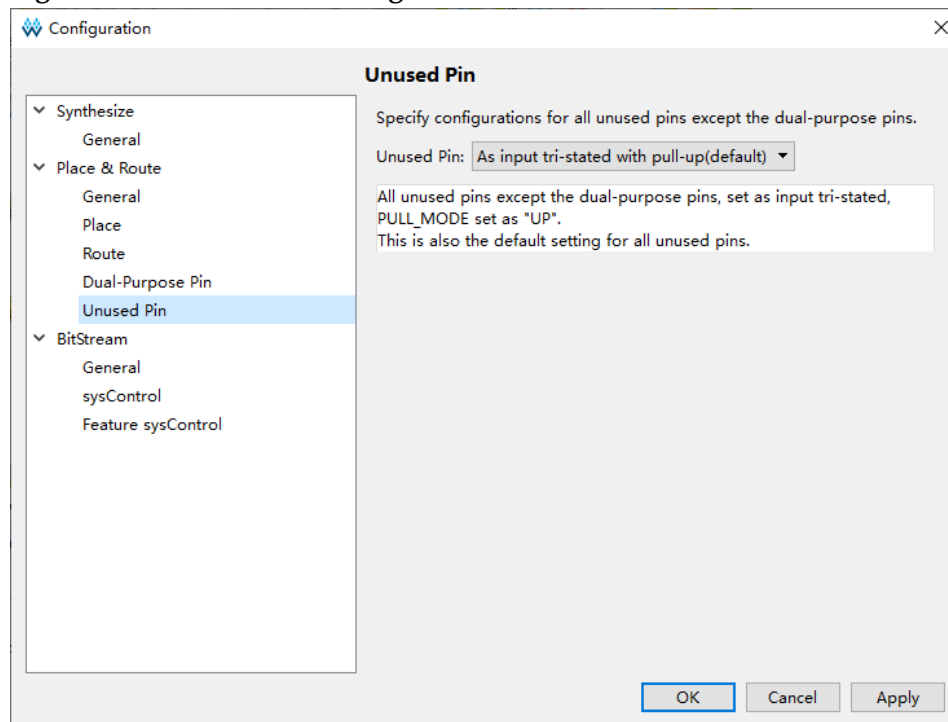 Configuration
Unused Pin
Synthesize
General
Place & Route
General
Place
Route
Dual-Purpose Pin
Unused Pin
BitStream
General
sysControl
Feature sysControl
Specify configurations for all unused pins except the dual-purpose pins.
Unused Pin: As input tri-stated with pull-up(default)
All unused pins except the dual-purpose pins, set as input tri-stated,
PULL_MODE set as "UP".
This is also the default setting for all unused pins.
OK Cancel Apply